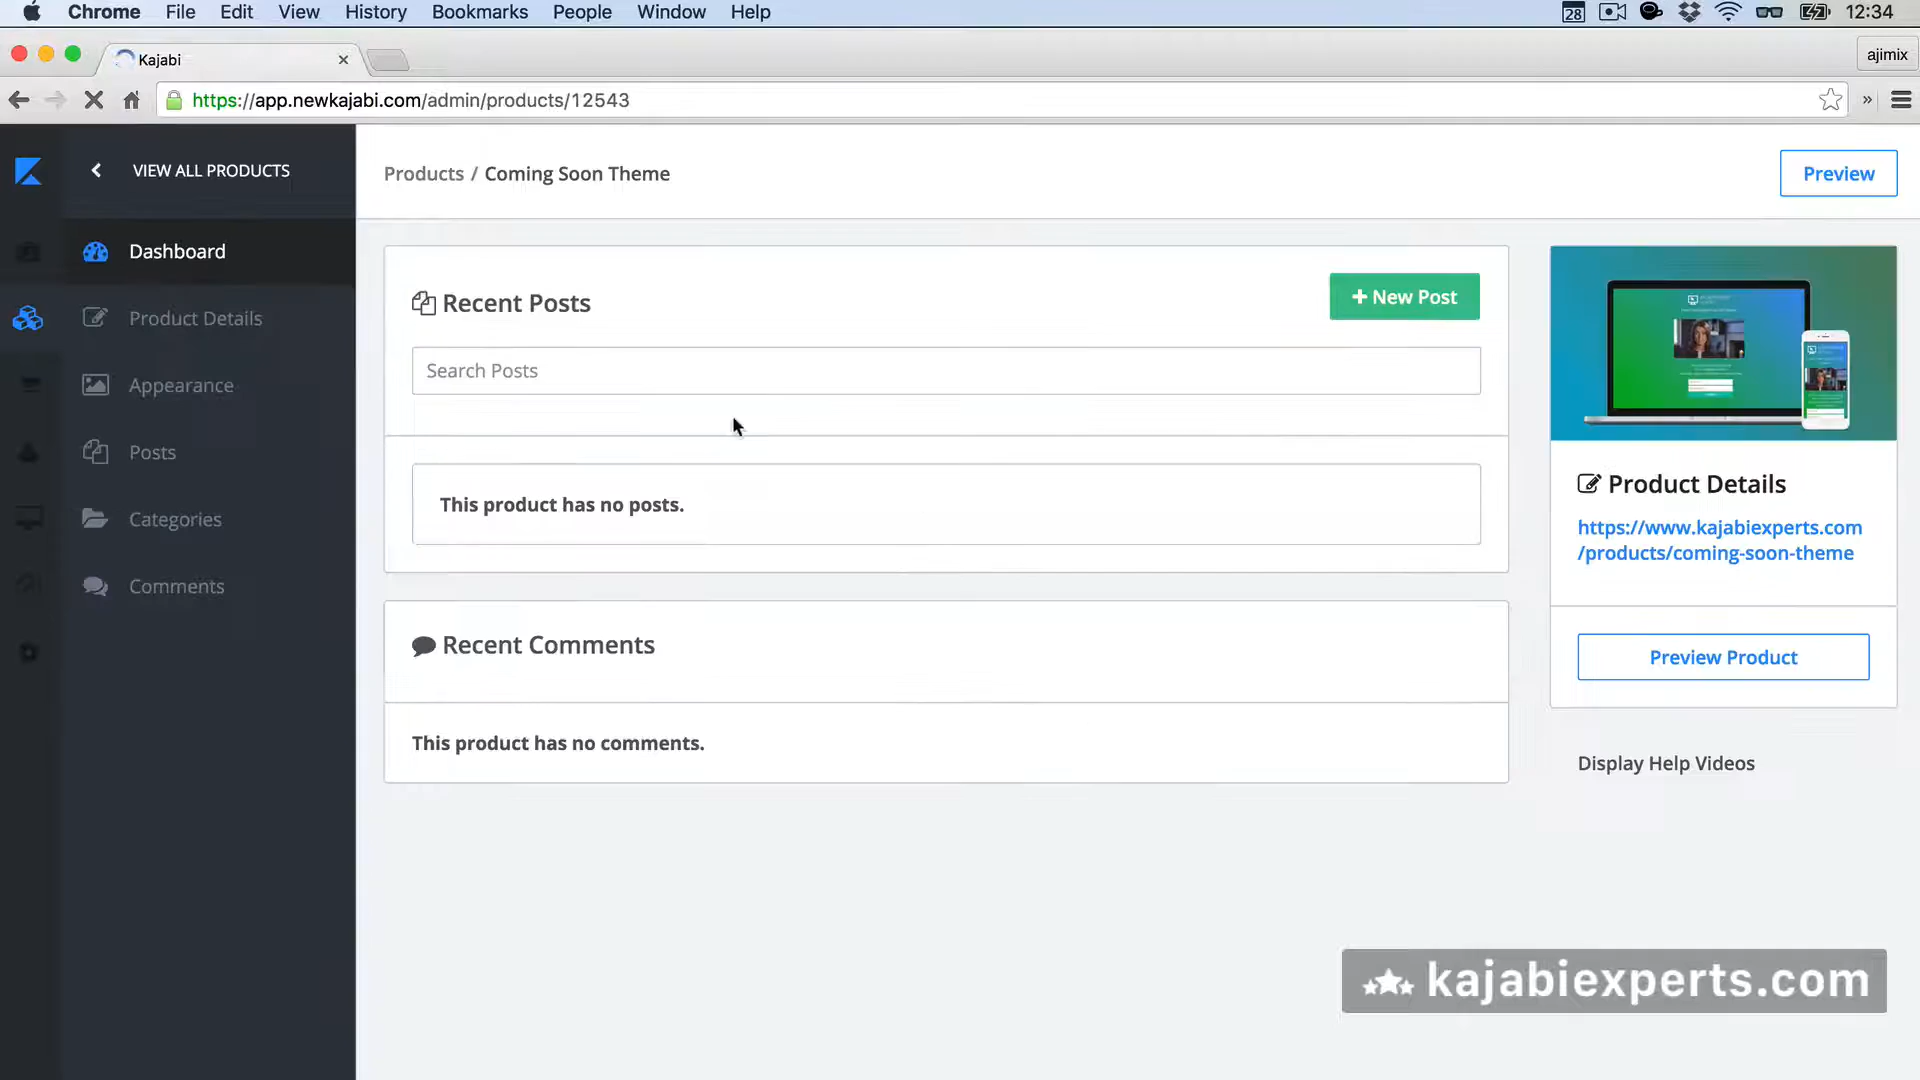 Chrome File Edit View History Bookmarks People Window Help 28 12:34
Kajabi ajimix
https://app.newkajabi.com/admin/products/12543 »
VIEW ALL PRODUCTS
Products / Coming Soon Theme
Preview
Dashboard
Product Details
Appearance
Posts
Categories
Comments
Recent Posts
+ New Post
Search Posts
This product has no posts.
Recent Comments
This product has no comments.
Product Details
https://www.kajabiexperts.com
/products/coming-soon-theme
Preview Product
Display Help Videos
kajabiexperts.com